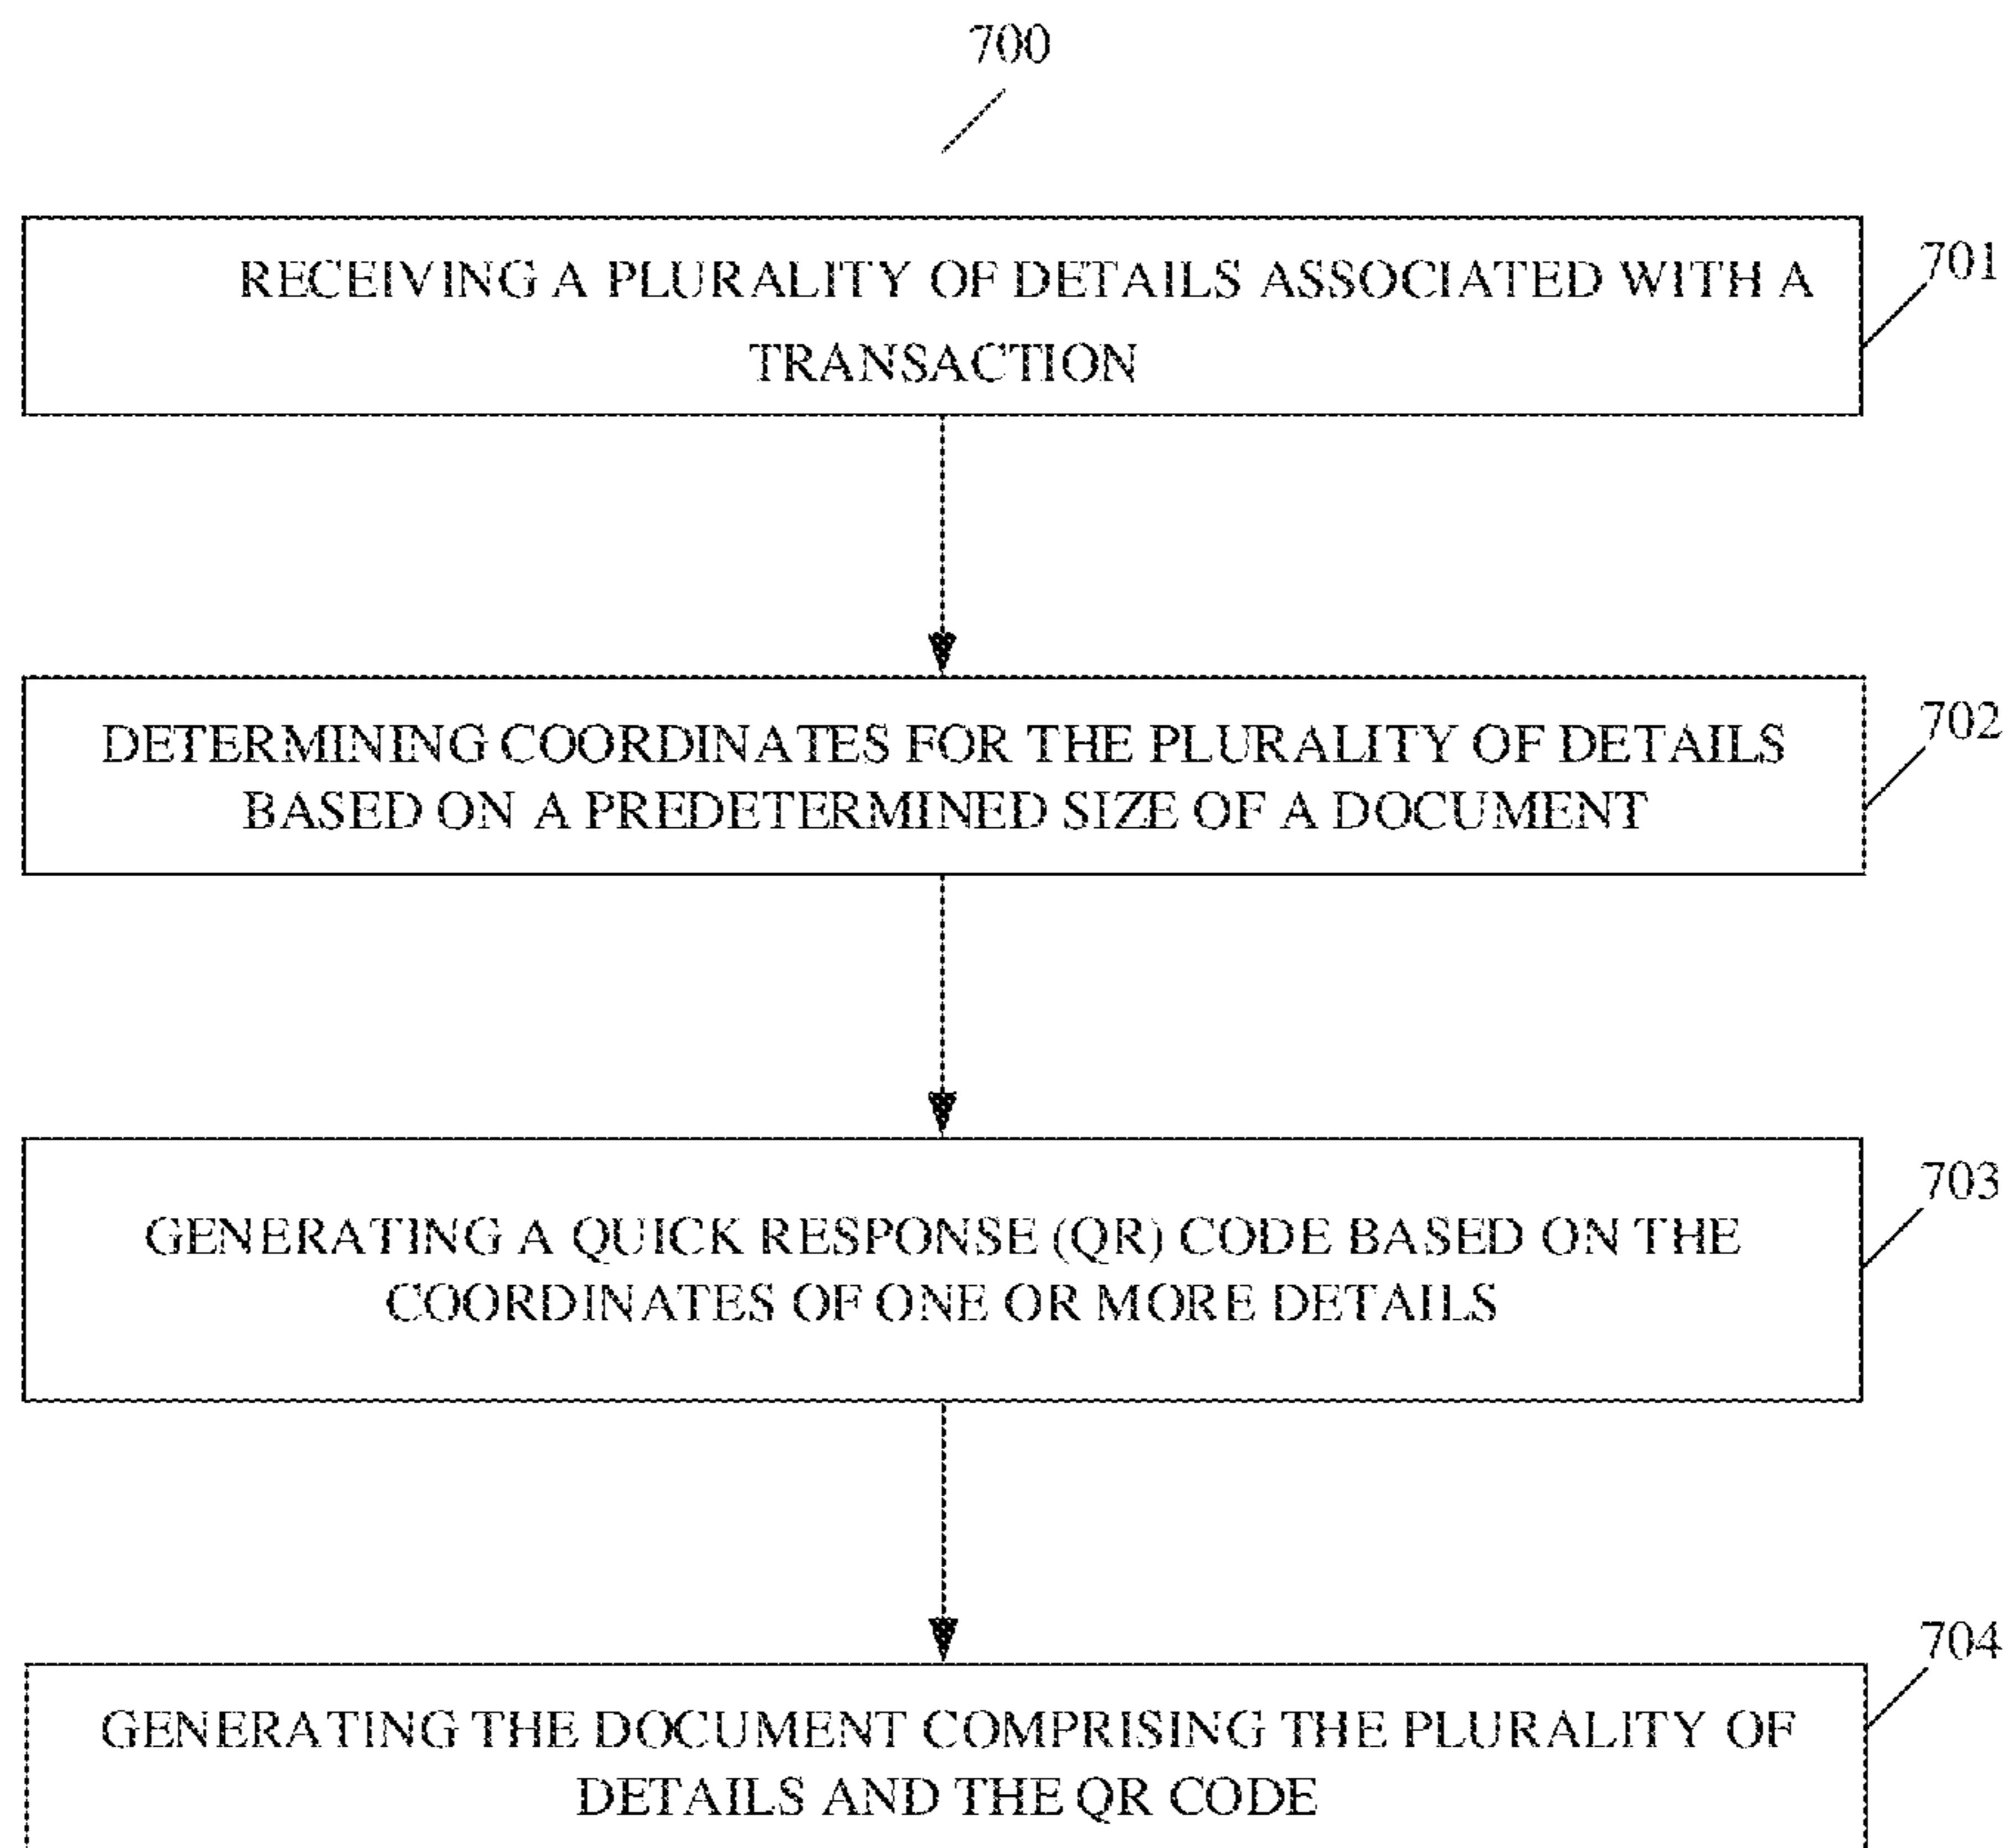 700
RECEIVING A PLURALITY OF DETAILS ASSOCIATED WITH A
TRANSACTION
701
DETERMINING COORDINATES FOR THE PLURALITY OF DETAILS
BASED ON A PREDETERMINED SIZE OF A DOCUMENT
702
GENERATING A QUICK RESPONSE (QR) CODE BASED ON THE
COORDINATES OF ONE OR MORE DETAILS
703
GENERATING THE DOCUMENT COMPRISING THE PLURALITY OF
DETAILS AND THE QR CODE
704